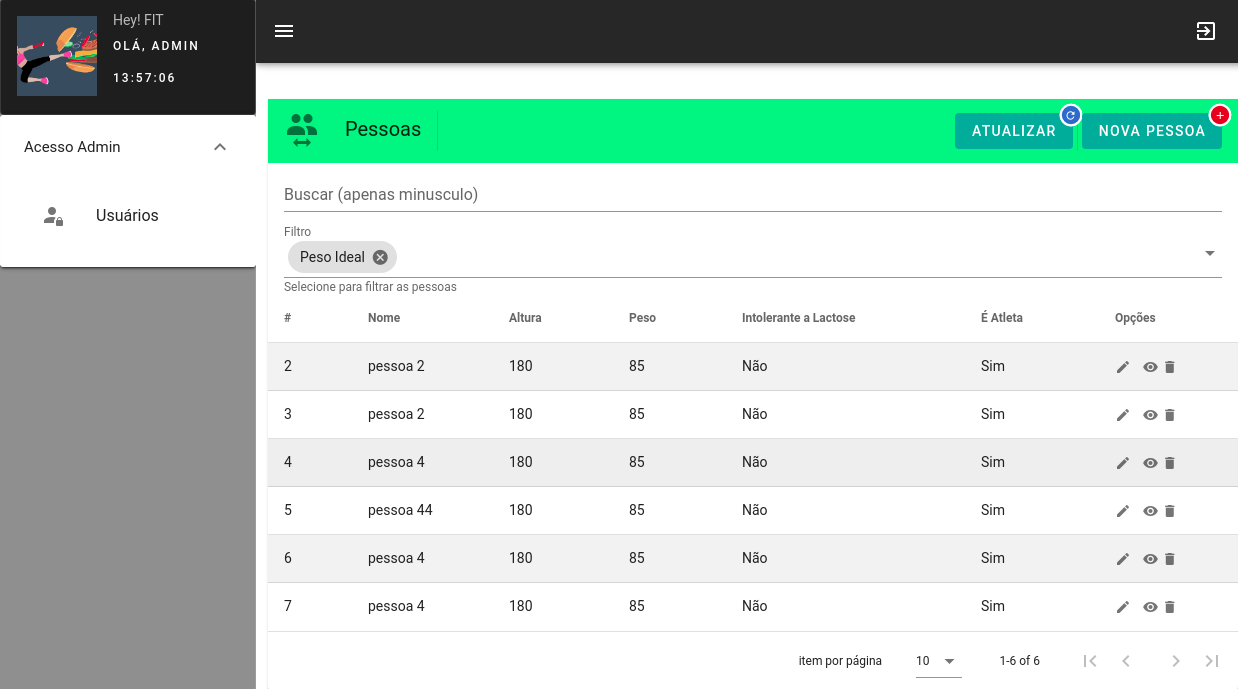 Hey! FIT
OLÁ, ADMIN
13:57:06
Acesso Admin
Usuários
Pessoas
ATUALIZAR
NOVA PESSOA
Buscar (apenas minusculo)
Filtro
Peso Ideal
Selecione para filtrar as pessoas
# Nome Altura Peso Intolerante a Lactose É Atleta Opções
2 pessoa 2 180 85 Não Sim
3 pessoa 2 180 85 Não Sim
4 pessoa 4 180 85 Não Sim
5 pessoa 44 180 85 Não Sim
6 pessoa 4 180 85 Não Sim
7 pessoa 4 180 85 Não Sim
item por página 10 1-6 of 6